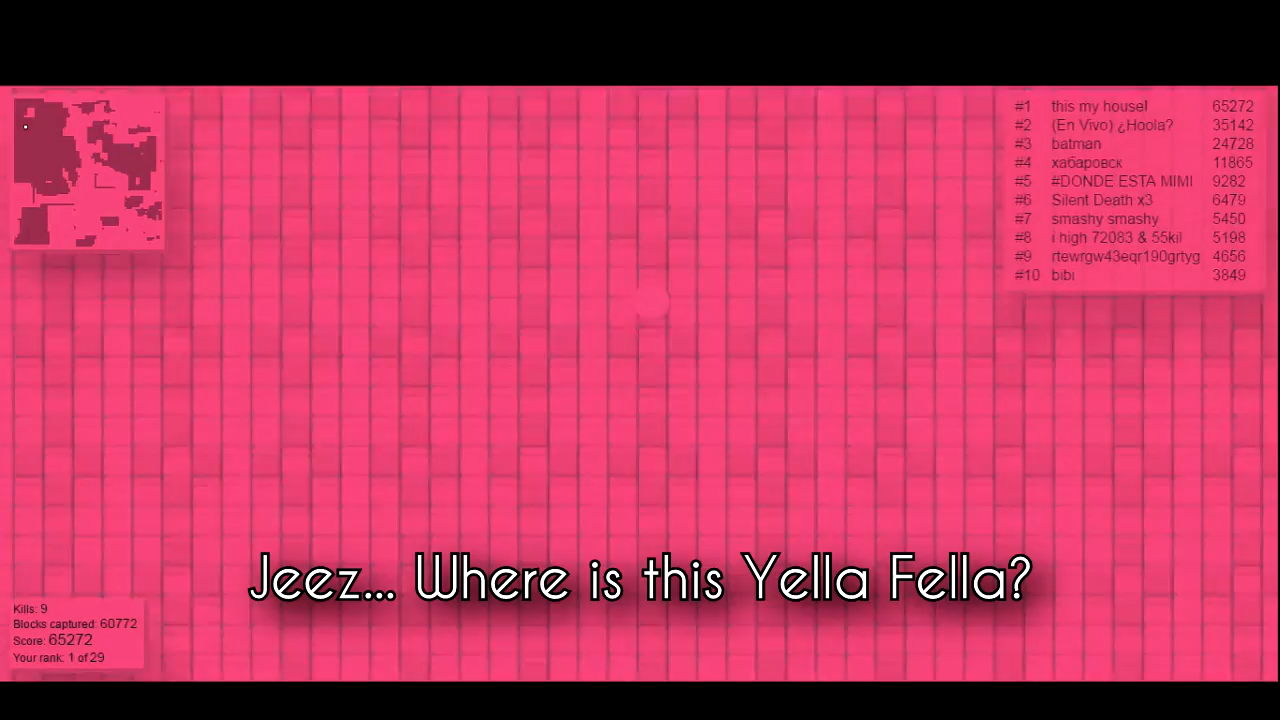 #1 this my house! 65272
#2 (En Vivo) ¿Hoola? 35142
#3 batman 24728
#4 хабаровск 11865
#5 #DONDE ESTA MIMI 9282
#6 Silent Death x3 6479
#7 smashy smashy 5450
#8 i high 72083 & 55kil 5198
#9 rtewrgw43eqr190grtyg 4656
#10 bibi 3849
Jeez... Where is this Yella Fella?
Kills: 9
Blocks captured: 60772
Score: 65272
Your rank: 1 of 29